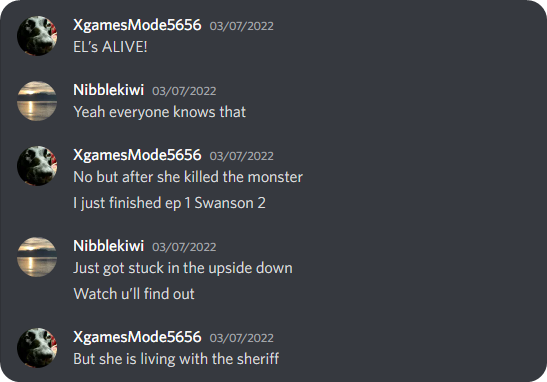 XgamesMode5656 03/07/2022
EL's ALIVE!
Nibblekiwi 03/07/2022
Yeah everyone knows that
XgamesMode5656 03/07/2022
No but after she killed the monster
I just finished ep 1 Swanson 2
Nibblekiwi 03/07/2022
Just got stuck in the upside down
Watch u'll find out
XgamesMode5656 03/07/2022
But she is living with the sheriff